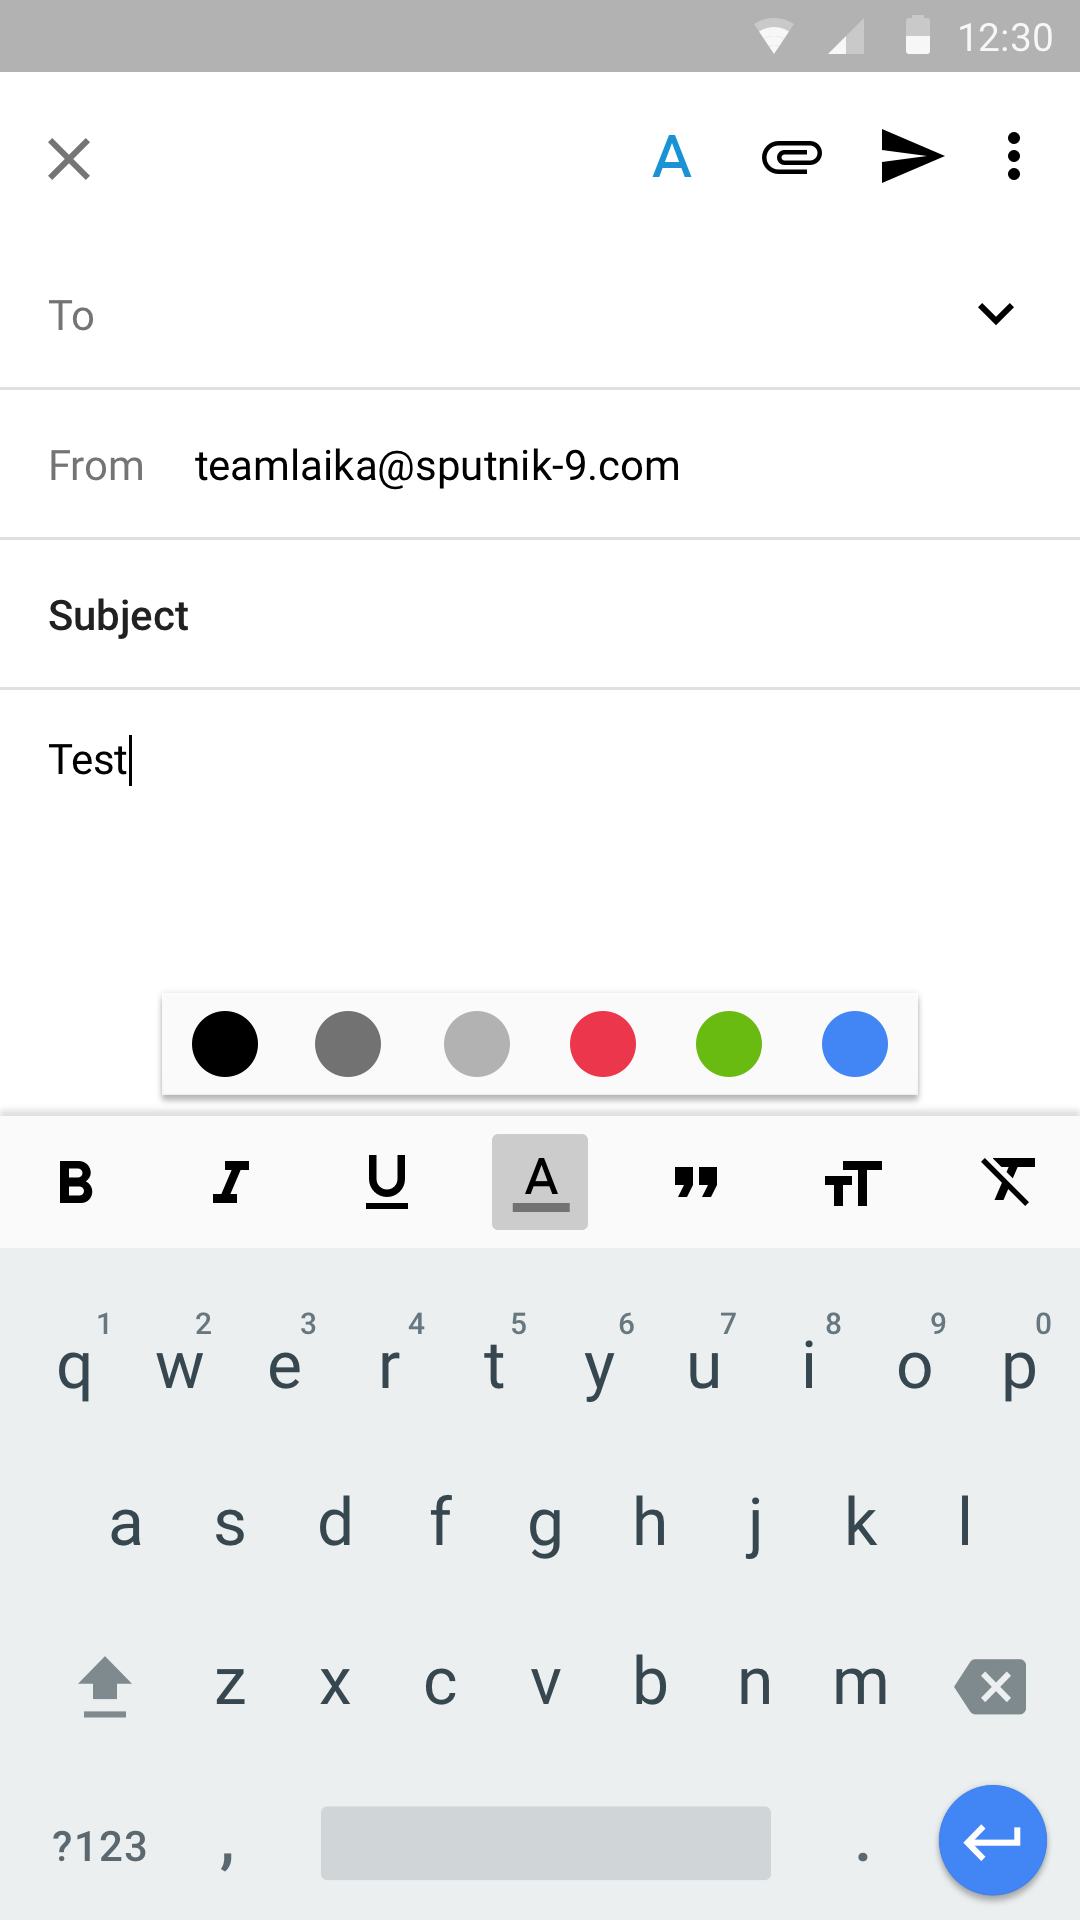 12:30
A
To
From teamlaika@sputnik-9.com
Subject
Test
B I U A
1 2 3 4 5 6 7 8 9 0
q w e r t y u i o p
a s d f g h j k l
z x c v b n m
?123 , .